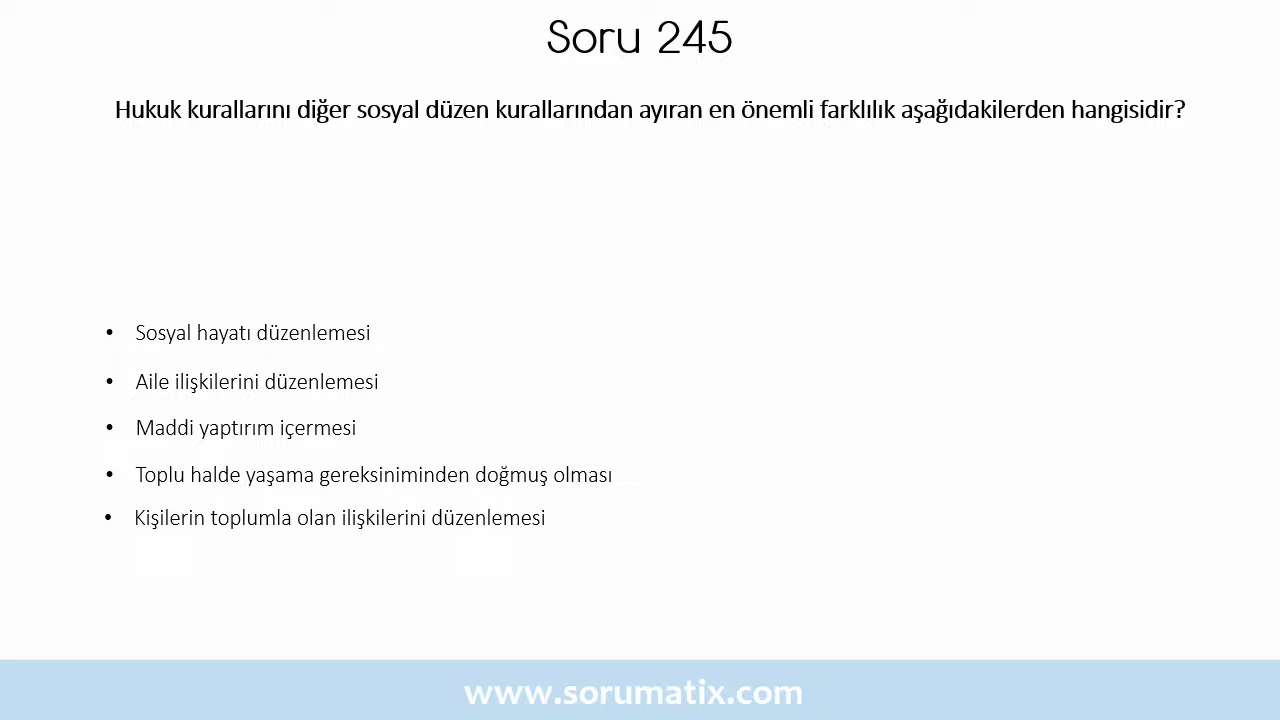 Soru 245
Hukuk kurallarını diğer sosyal düzen kurallarından ayıran en önemli farklılık aşağıdakilerden hangisidir?
• Sosyal hayatı düzenlemesi
• Aile ilişkilerini düzenlemesi
• Maddi yaptırım içermesi
• Toplu halde yaşama gereksiniminden doğmuş olması
• Kişilerin toplumla olan ilişkilerini düzenlemesi
www.sorumatix.com